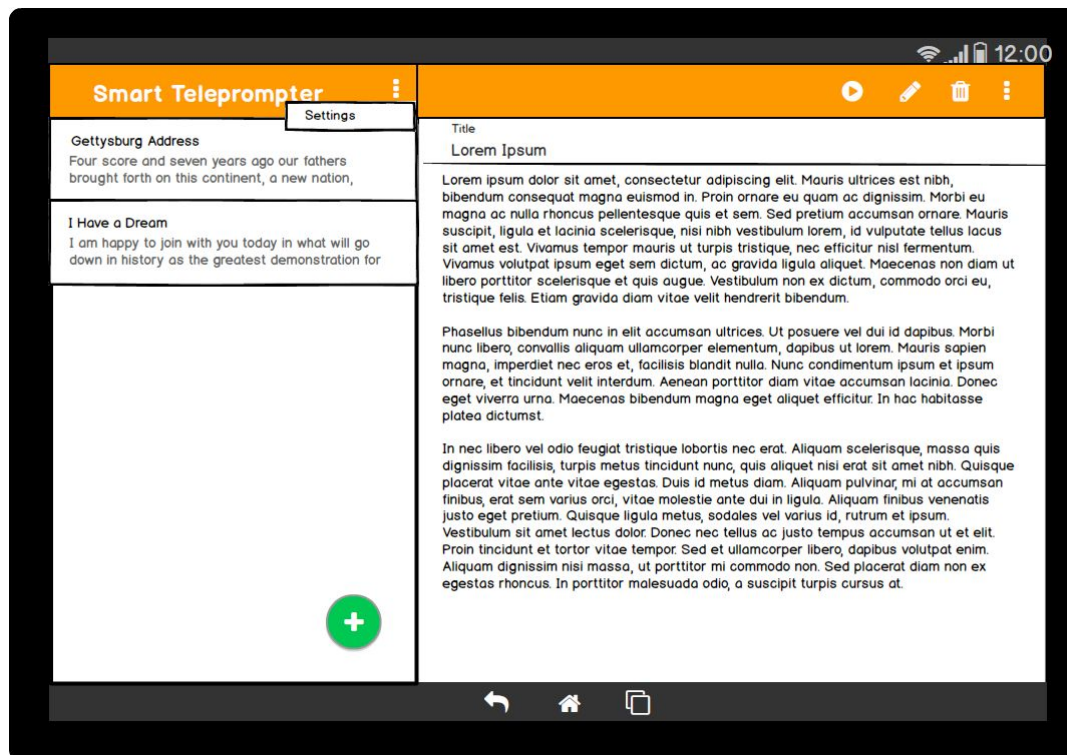 12:00
Smart Teleprompter
Settings
Gettysburg Address
Four score and seven years ago our fathers
brought forth on this continent, a new nation,
I Have a Dream
I am happy to join with you today in what will go
down in history as the greatest demonstration for
Title
Lorem Ipsum
Lorem ipsum dolor sit amet, consectetur adipiscing elit. Mauris ultrices est nibh,
bibendum consequat magna euismod in. Proin ornare eu quam ac dignissim. Morbi eu
magna ac nulla rhoncus pellentesque quis et sem. Sed pretium accumsan ornare. Mauris
suscipit, ligula et lacinia scelerisque, nisi nibh vestibulum lorem, id vulputate tellus lacus
sit amet est. Vivamus tempor mauris ut turpis tristique, nec efficitur nisl fermentum.
Vivamus volutpat ipsum eget sem dictum, ac gravida ligula aliquet. Maecenas non diam ut
libero porttitor scelerisque et quis augue. Vestibulum non ex dictum, commodo orci eu,
tristique felis. Etiam gravida diam vitae velit hendrerit bibendum.
Phasellus bibendum nunc in elit accumsan ultrices. Ut posuere vel dui id dapibus. Morbi
nunc libero, convallis aliquam ullamcorper elementum, dapibus ut lorem. Mauris sapien
magna, imperdiet nec eros et, facilisis blandit nulla. Nunc condimentum ipsum et ipsum
ornare, et tincidunt velit interdum. Aenean porttitor diam vitae accumsan lacinia. Donec
eget viverra urna. Maecenas bibendum magna eget aliquet efficitur. In hac habitasse
platea dictumst.
In nec libero vel odio feugiat tristique lobortis nec erat. Aliquam scelerisque, massa quis
dignissim facilisis, turpis metus tincidunt nunc, quis aliquet nisi erat sit amet nibh. Quisque
placerat vitae ante vitae egestas. Duis id metus diam. Aliquam pulvinar, mi at accumsan
finibus, erat sem varius orci, vitae molestie ante dui in ligula. Aliquam finibus venenatis
justo eget pretium. Quisque ligula metus, sodales vel varius id, rutrum et ipsum.
Vestibulum sit amet lectus dolor. Donec nec tellus ac justo tempus accumsan ut et elit.
Proin tincidunt et tortor vitae tempor. Sed et ullamcorper libero, dapibus volutpat enim.
Aliquam dignissim nisi massa, ut porttitor mi commodo non. Sed placerat diam non ex
egestas rhoncus. In porttitor malesuada odio, a suscipit turpis cursus at.